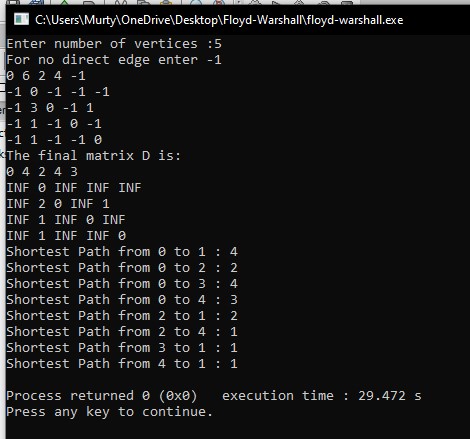 C:\Users\Murty\OneDrive\Desktop\Floyd-Warshall\floyd-warshall.exe
Enter number of vertices :5
For no direct edge enter -1
0 6 2 4 -1
-1 0 -1 -1 -1
-1 3 0 -1 1
-1 1 -1 0 -1
-1 1 -1 -1 0
The final matrix D is:
0 4 2 4 3
INF 0 INF INF INF
INF 2 0 INF 1
INF 1 INF 0 INF
INF 1 INF INF 0
Shortest Path from 0 to 1 : 4
Shortest Path from 0 to 2 : 2
Shortest Path from 0 to 3 : 4
Shortest Path from 0 to 4 : 3
Shortest Path from 2 to 1 : 2
Shortest Path from 2 to 4 : 1
Shortest Path from 3 to 1 : 1
Shortest Path from 4 to 1 : 1
Process returned 0 (0x0)   execution time : 29.472 s
Press any key to continue.